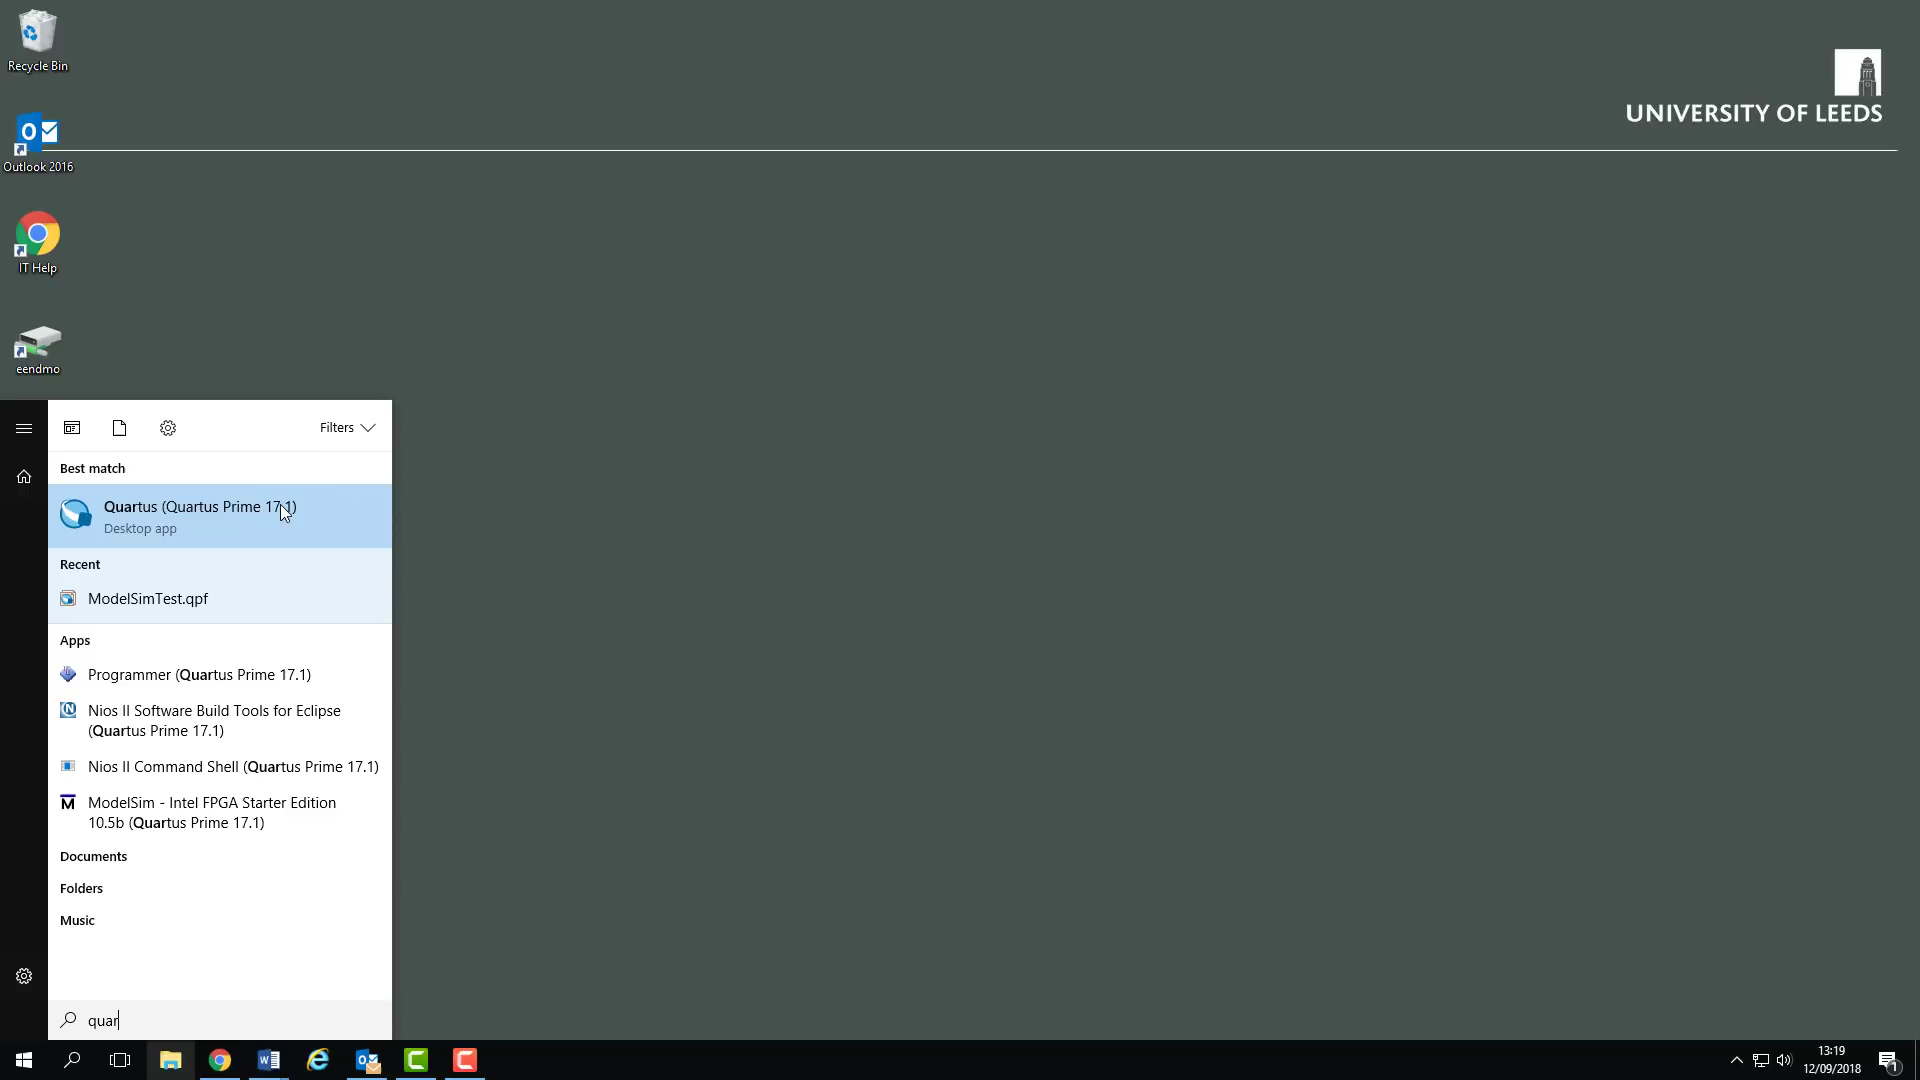 Recycle Bin
UNIVERSITY OF LEEDS
Outlook 2016
IT Help
eendmo
Filters
Best match
Quartus (Quartus Prime 17.1)
Desktop app
Recent
ModelSimTest.qpf
Apps
Programmer (Quartus Prime 17.1)
Nios II Software Build Tools for Eclipse
(Quartus Prime 17.1)
Nios II Command Shell (Quartus Prime 17.1)
ModelSim - Intel FPGA Starter Edition
10.5b (Quartus Prime 17.1)
Documents
Folders
Music
quar
13:19
12/09/2018
1